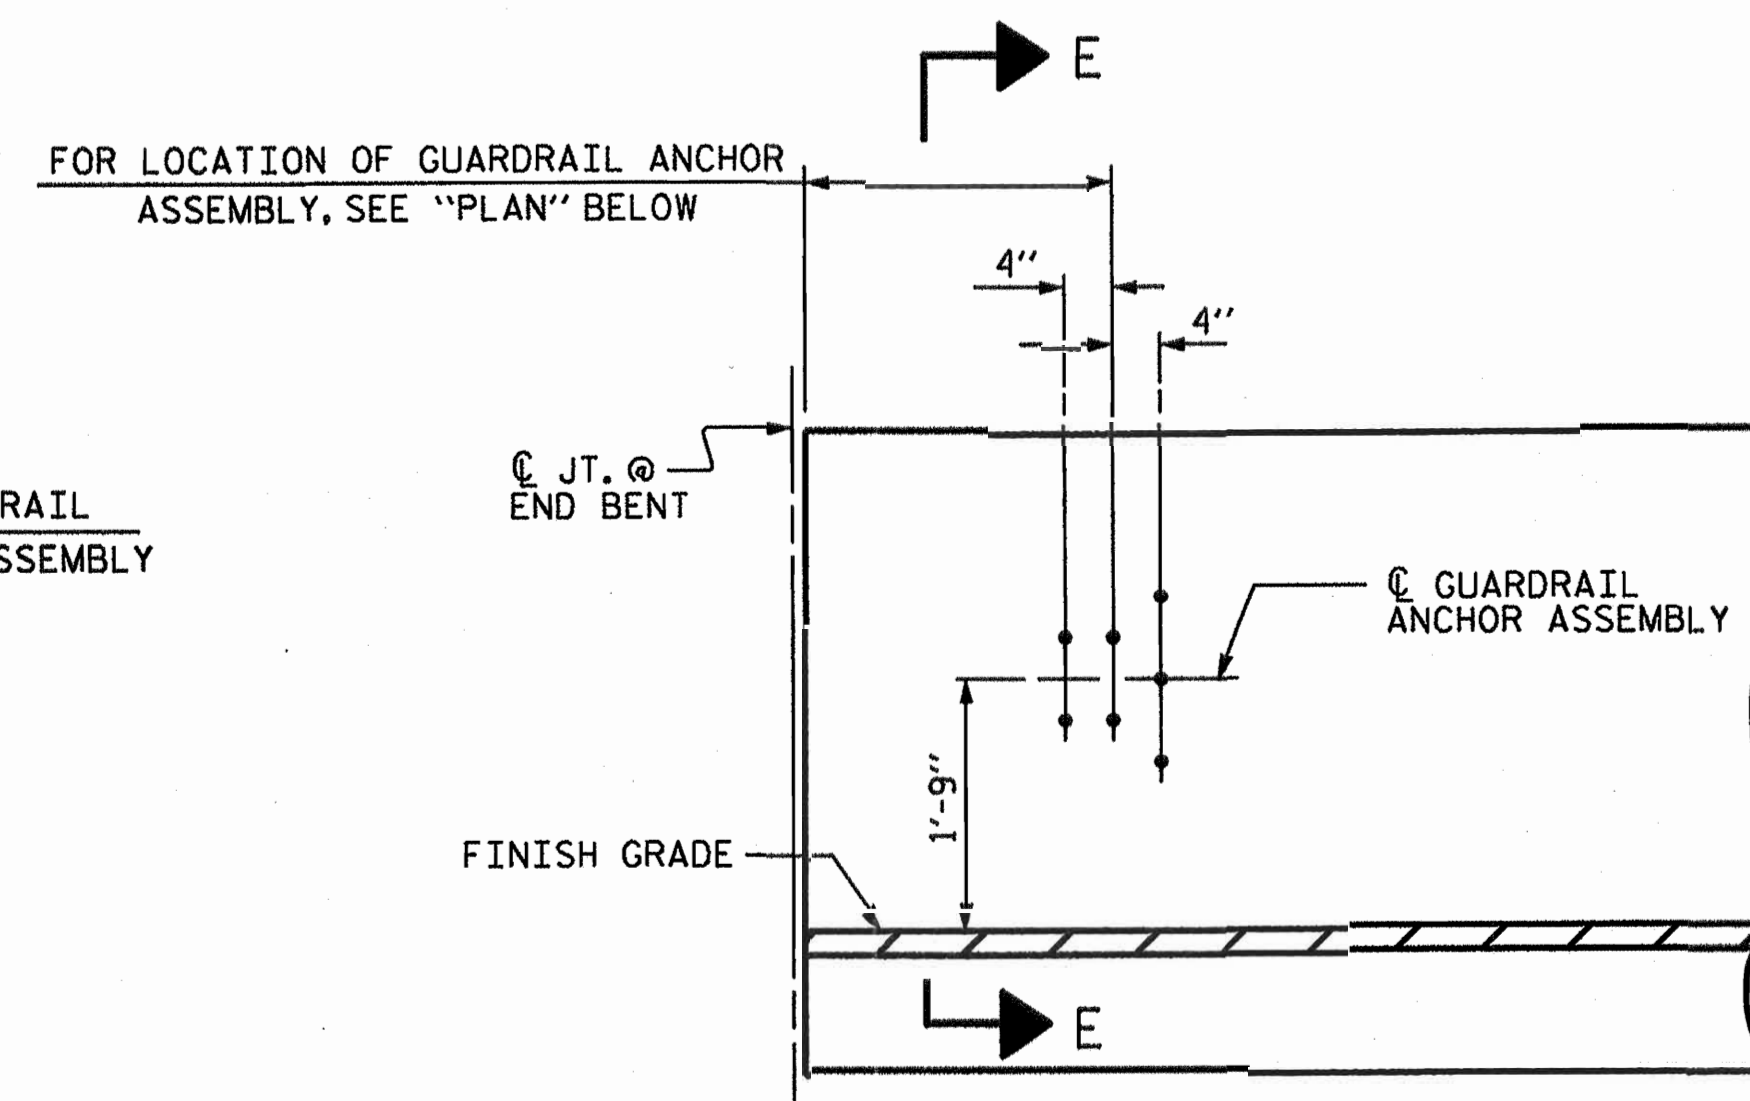 E
FOR LOCATION OF GUARDRAIL ANCHOR
ASSEMBLY, SEE "PLAN" BELOW
4"
4"
℄ JT. @
END BENT
RAIL
SSEMBLY
℄ GUARDRAIL
ANCHOR ASSEMBLY
1'-9"
FINISH GRADE
E